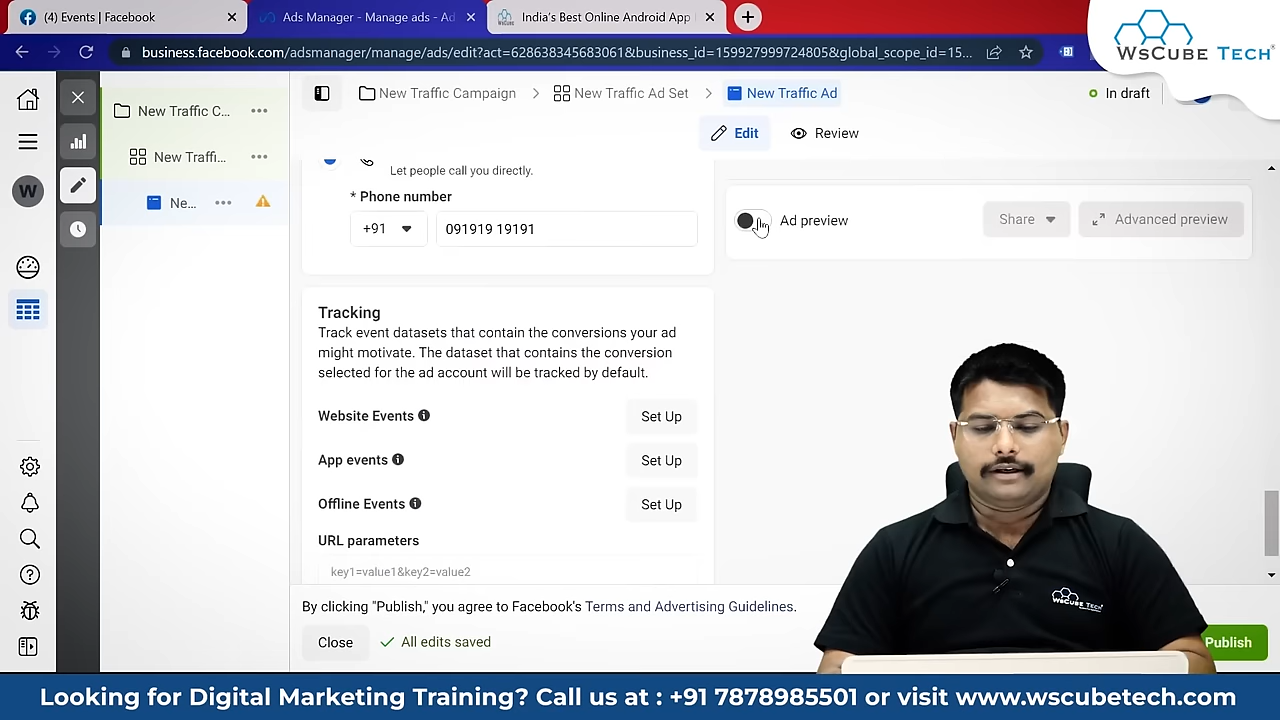 (4) Events | Facebook
Ads Manager - Manage ads - Ad
India's Best Online Android App
business.facebook.com/adsmanager/manage/ads/edit?act=628638345683061&business_id=159927999724805&global_scope_id=15...
WsCube Tech
New Traffic C...
New Traffi...
Ne...
W
New Traffic Campaign
New Traffic Ad Set
New Traffic Ad
In draft
Edit
Review
Let people call you directly.
* Phone number
+91
091919 19191
Ad preview
Share
Advanced preview
Tracking
Track event datasets that contain the conversions your ad
might motivate. The dataset that contains the conversion
selected for the ad account will be tracked by default.
Website Events
Set Up
App events
Set Up
Offline Events
Set Up
URL parameters
key1=value1&key2=value2
By clicking "Publish," you agree to Facebook's Terms and Advertising Guidelines.
Close
All edits saved
Publish
WsCube Tech
Looking for Digital Marketing Training? Call us at : +91 7878985501 or visit www.wscubetech.com